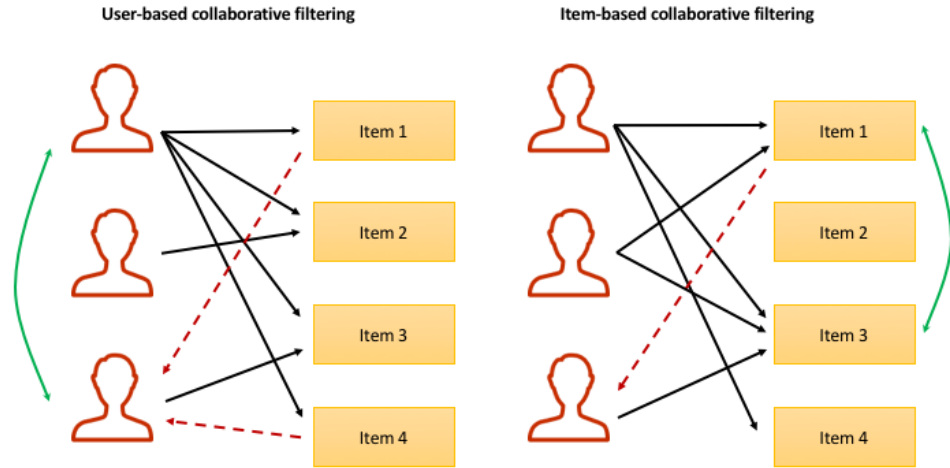 User-based collaborative filtering
Item 1
Item 2
Item 3
Item 4
Item-based collaborative filtering
Item 1
Item 2
Item 3
Item 4